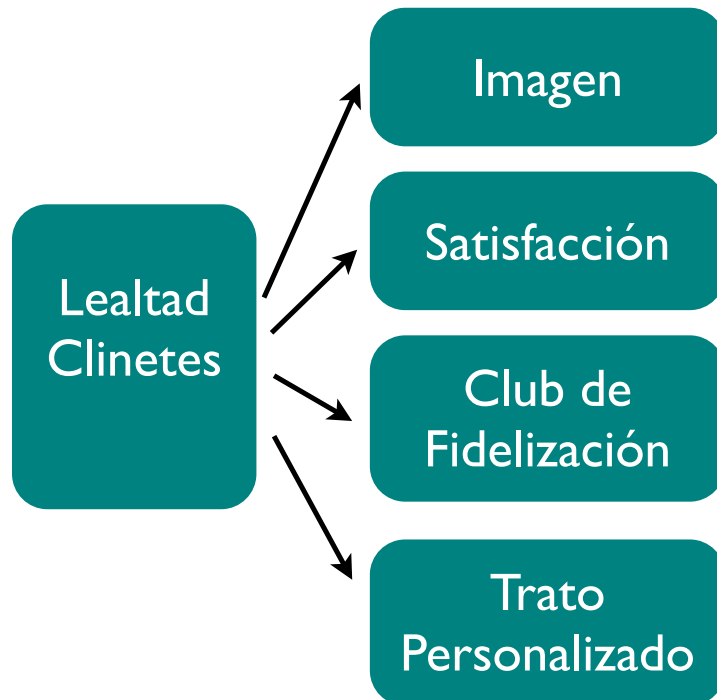 Imagen
Satisfacción
Lealtad
Clinetes
Club de
Fidelización
Trato
Personalizado